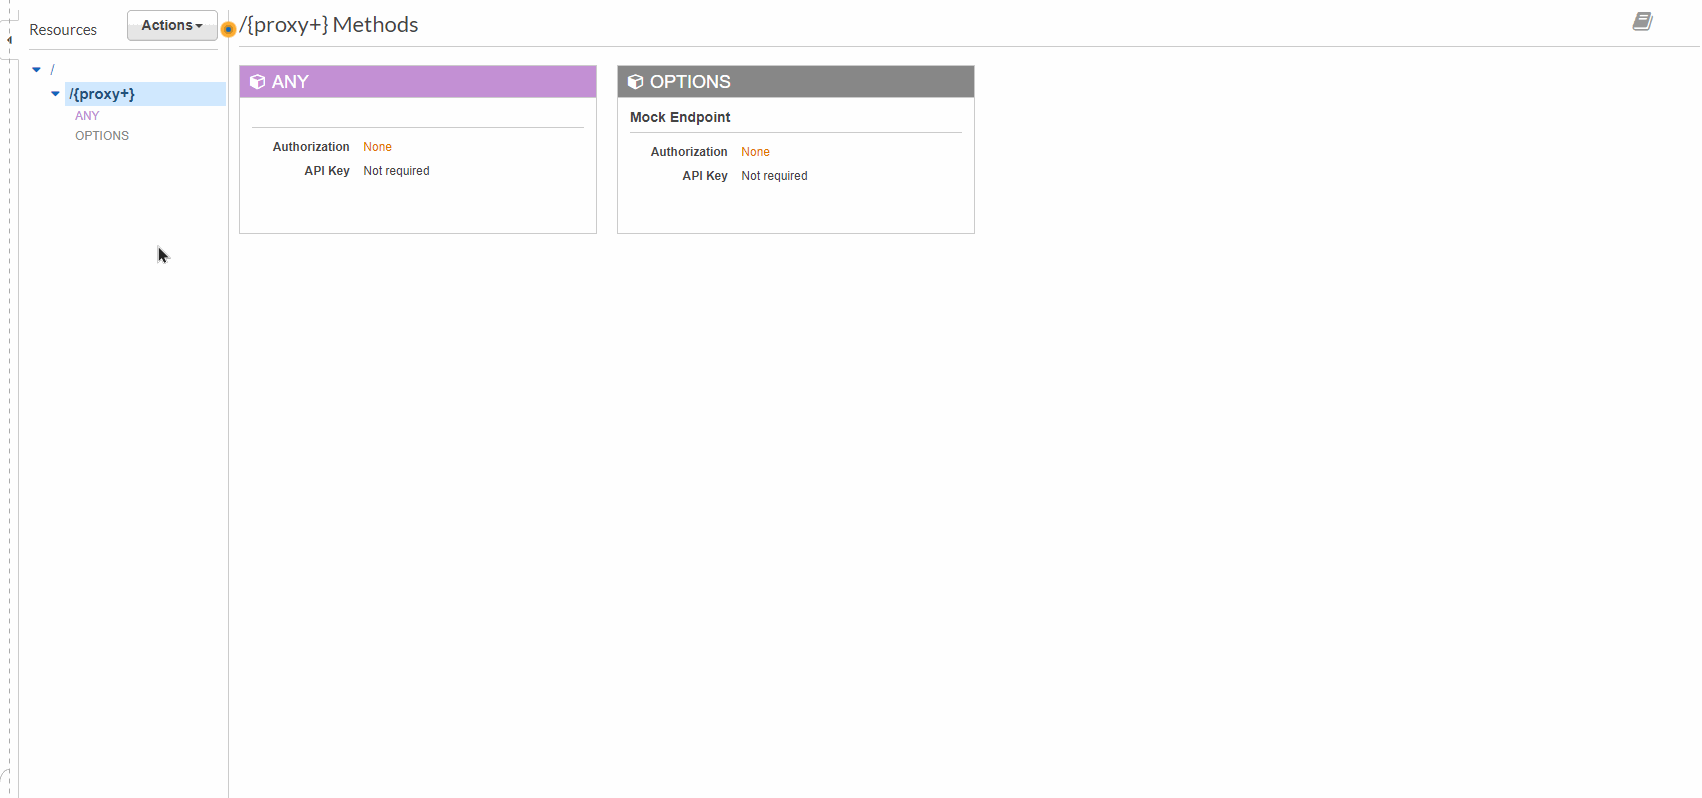 Resources
Actions
/{proxy+} Methods
/
/{proxy+}
ANY
OPTIONS
ANY
Authorization None
API Key Not required
OPTIONS
Mock Endpoint
Authorization None
API Key Not required